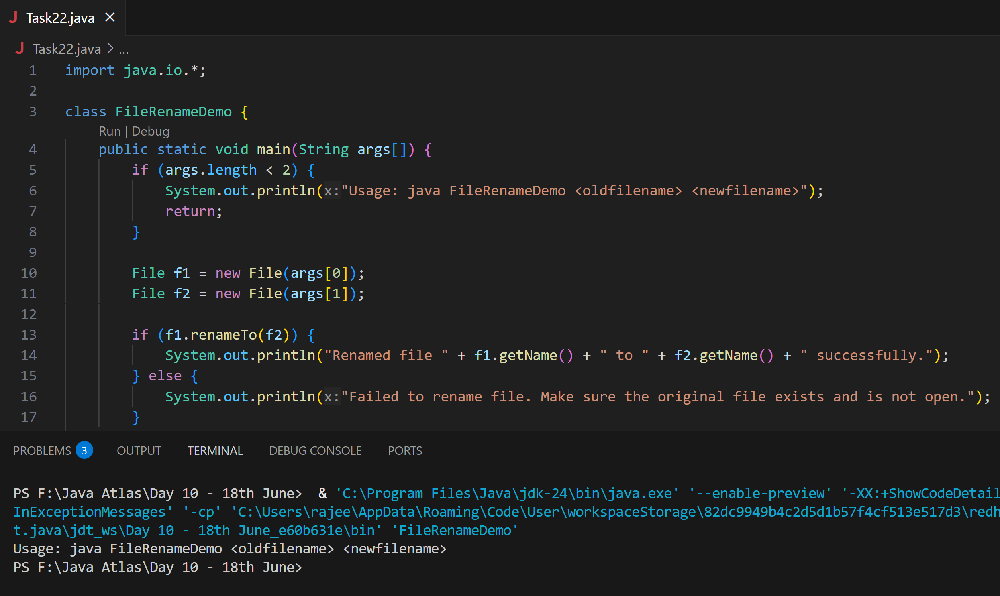 Task22.java ×
Task22.java > ...
1 import java.io.*;
2
3 class FileRenameDemo {
Run | Debug
4 public static void main(String args[]) {
5 if (args.length < 2) {
6 System.out.println(x:"Usage: java FileRenameDemo <oldfilename> <newfilename>");
7 return;
8 }
9
10 File f1 = new File(args[0]);
11 File f2 = new File(args[1]);
12
13 if (f1.renameTo(f2)) {
14 System.out.println("Renamed file " + f1.getName() + " to " + f2.getName() + " successfully.");
15 } else {
16 System.out.println(x:"Failed to rename file. Make sure the original file exists and is not open.");
17 }
PROBLEMS 3 OUTPUT TERMINAL DEBUG CONSOLE PORTS
PS F:\Java Atlas\Day 10 - 18th June>  & 'C:\Program Files\Java\jdk-24\bin\java.exe' '--enable-preview' '-XX:+ShowCodeDetail
InExceptionMessages' '-cp' 'C:\Users\rajee\AppData\Roaming\Code\User\workspaceStorage\82dc9949b4c2d5d1b57f4cf513e517d3\redh
t.java\jdt_ws\Day 10 - 18th June_e60b631e\bin' 'FileRenameDemo'
Usage: java FileRenameDemo <oldfilename> <newfilename>
PS F:\Java Atlas\Day 10 - 18th June>